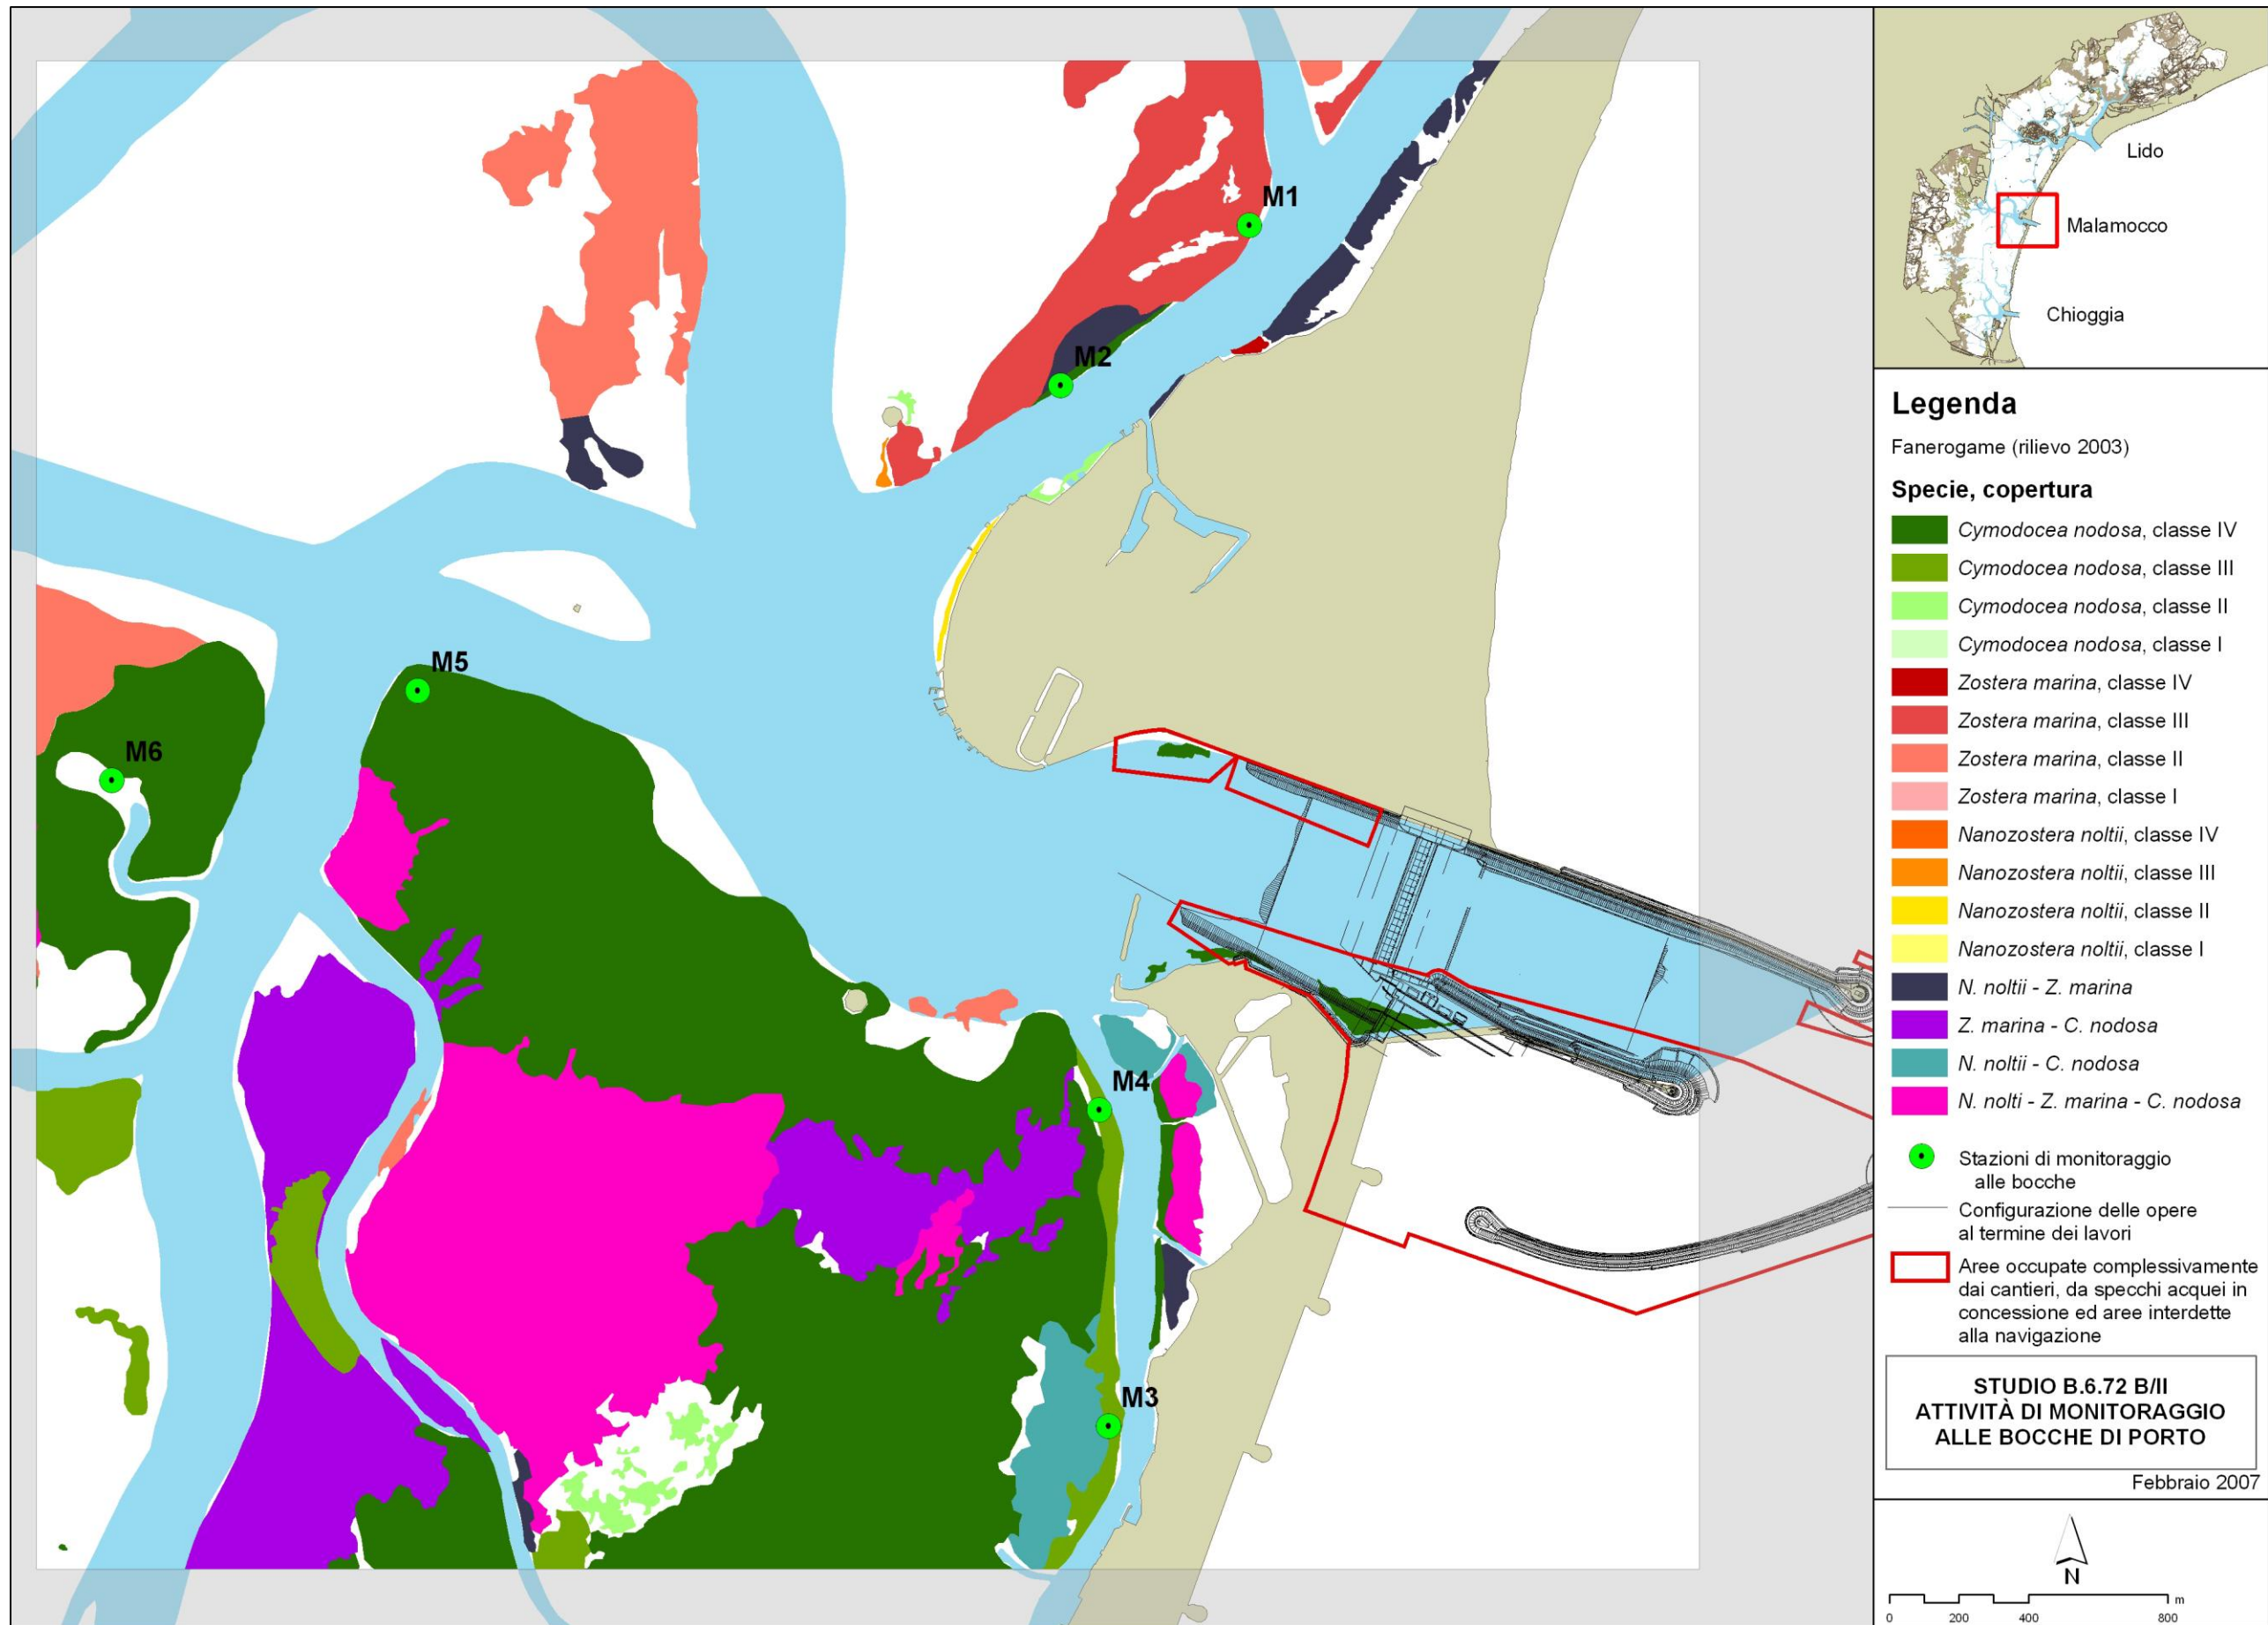 M1
M2
M5
M6
M4
M3
Lido
Malamocco
Chioggia
Legenda
Fanerogame (rilievo 2003)
Specie, copertura
Cymodocea nodosa, classe IV
Cymodocea nodosa, classe III
Cymodocea nodosa, classe II
Cymodocea nodosa, classe I
Zostera marina, classe IV
Zostera marina, classe III
Zostera marina, classe II
Zostera marina, classe I
Nanozostera noltii, classe IV
Nanozostera noltii, classe III
Nanozostera noltii, classe II
Nanozostera noltii, classe I
N. noltii - Z. marina
Z. marina - C. nodosa
N. noltii - C. nodosa
N. nolti - Z. marina - C. nodosa
Stazioni di monitoraggio
alle bocche
Configurazione delle opere
al termine dei lavori
Aree occupate complessivamente
dai cantieri, da specchi acquei in
concessione ed aree interdette
alla navigazione
STUDIO B.6.72 B/II
ATTIVITÀ DI MONITORAGGIO
ALLE BOCCHE DI PORTO
Febbraio 2007
N
m
0 200 400 800